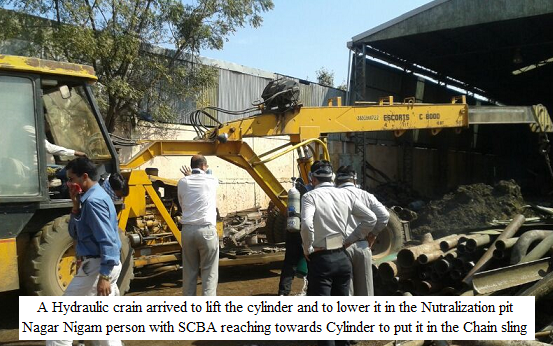 ESCORTS C 8000
A Hydraulic crain arrived to lift the cylinder and to lower it in the Nutralization pit
Nagar Nigam person with SCBA reaching towards Cylinder to put it in the Chain sling